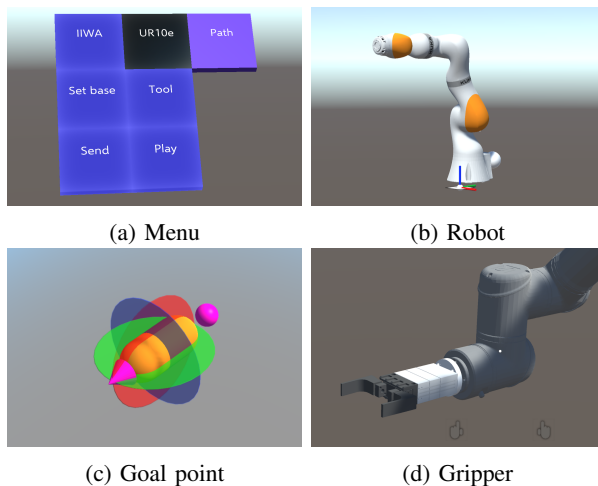 IIWA UR10e Path
Set base Tool
Send Play
(a) Menu
(b) Robot
(c) Goal point
(d) Gripper